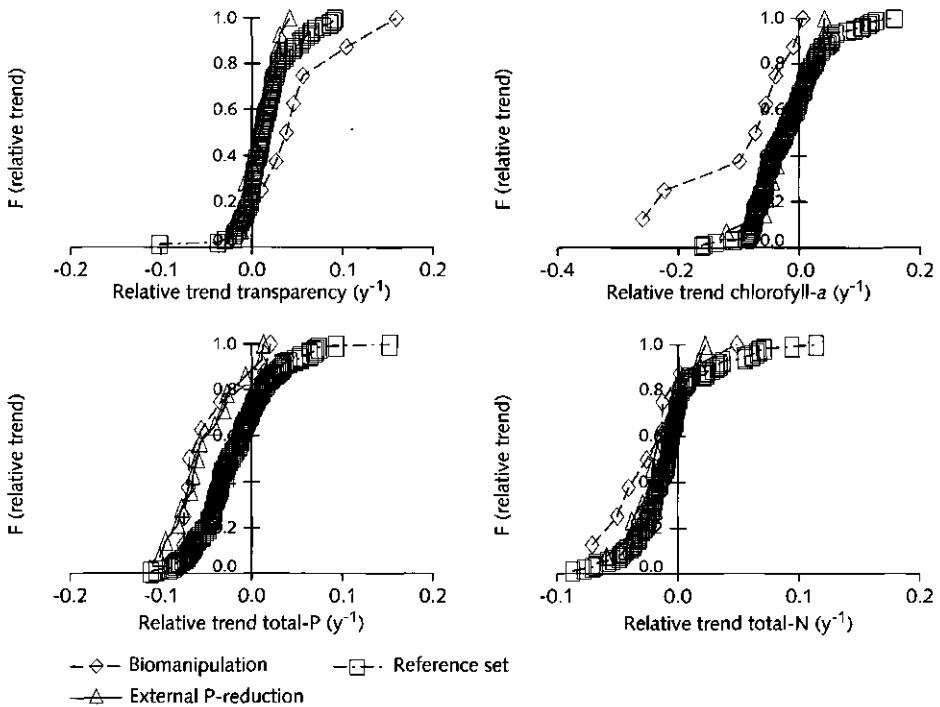 F (relative trend)
1.0
0.8
0.6
0.4
0.2
0.0
-0.2 -0.1 0.0 0.1 0.2
Relative trend transparency (y-1)
F (relative trend)
1.0
0.8
0.6
0.4
0.2
0.0
-0.4 -0.2 0.0 0.2
Relative trend chlorofyll-a (y-1)
F (relative trend)
1.0
0.8
0.6
0.2
0.0
-0.2 -0.1 0.0 0.1 0.2
Relative trend total-P (y-1)
F (relative trend)
1.0
0.8
0.6
0.4
0.2
0.0
-0.1 0.0 0.1 0.2
Relative trend total-N (y-1)
Biomanipulation
Reference set
External P-reduction